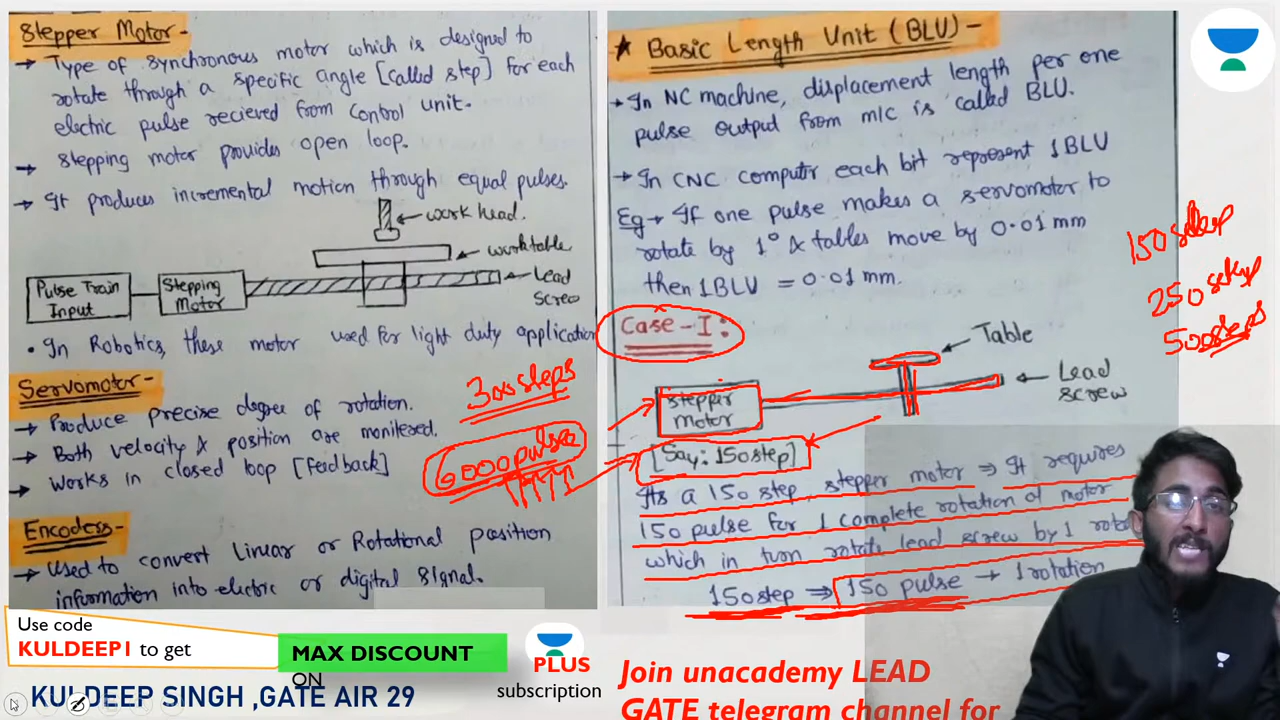 Stepper Motor -
→ Type of synchronous motor which is designed to
rotate through a specific angle [called step] for each
electric pulse recieved from control unit.
→ Stepping motor provides open loop.
→ It produces incremental motion through equal pulses.
work head.
worktable
Lead
Screw
Pulse Train
Input
Stepping
Motor
• In Robotics, these motor used for light duty application
Servomotor -
→ Produce precise degree of rotation.
→ Both velocity & position are monitered.
→ Works in closed loop [feedback]
300 steps
6000 pulse
Encoders -
→ Used to convert Linear or Rotational position
information into electric or digital signal.
★ Basic Length Unit (BLU) -
→ In NC machine, displacement length per one
pulse output from m/c is called BLU.
→ In CNC computer each bit represent 1BLU
Eg → If one pulse makes a servomotor to
rotate by 1° & tables move by 0.01 mm
then 1BLU = 0.01 mm.
150 step
250 step
500 steps
Case - I :
Table
Lead
Screw
Stepper
motor
[Say: 150 step]
Its a 150 step stepper motor ⇒ It requires
150 pulse for 1 complete rotation of motor
which in turn rotate lead screw by 1
150 step ⇒ 150 pulse → 1 rotation
Use code
KULDEEP1 to get
MAX DISCOUNT
ON
PLUS
subscription
KULDEEP SINGH ,GATE AIR 29
Join unacademy LEAD
GATE telegram channel for